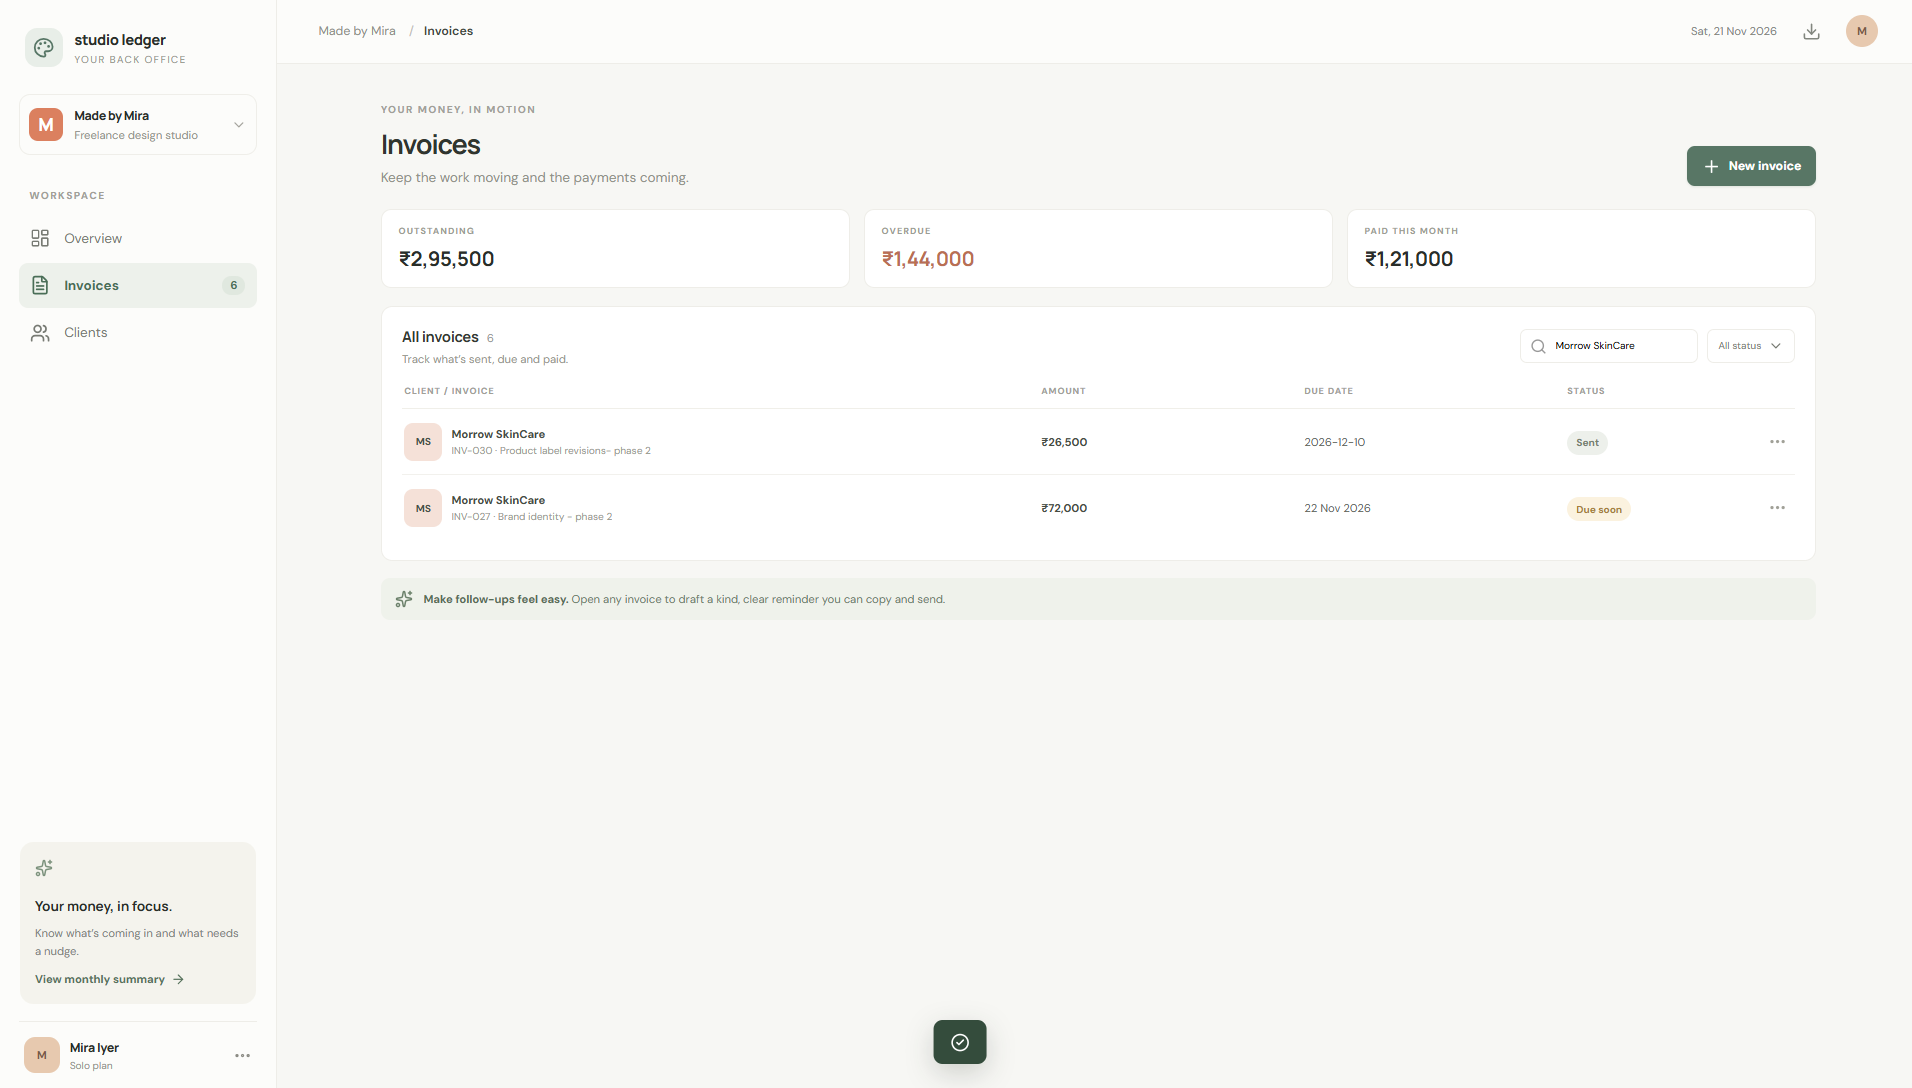 studio ledger
YOUR BACK OFFICE
M
Made by Mira
Freelance design studio
WORKSPACE
Overview
Invoices 6
Clients
Your money, in focus.
Know what's coming in and what needs
a nudge.
View monthly summary
M
Mira Iyer
Solo plan
Made by Mira / Invoices
Sat, 21 Nov 2026
M
YOUR MONEY, IN MOTION
Invoices
Keep the work moving and the payments coming.
New invoice
OUTSTANDING
₹2,95,500
OVERDUE
₹1,44,000
PAID THIS MONTH
₹1,21,000
All invoices 6
Track what's sent, due and paid.
Morrow SkinCare
All status
CLIENT / INVOICE AMOUNT DUE DATE STATUS
MS
Morrow SkinCare
INV-030 · Product label revisions- phase 2
₹26,500
2026-12-10
Sent
MS
Morrow SkinCare
INV-027 · Brand identity - phase 2
₹72,000
22 Nov 2026
Due soon
Make follow-ups feel easy. Open any invoice to draft a kind, clear reminder you can copy and send.